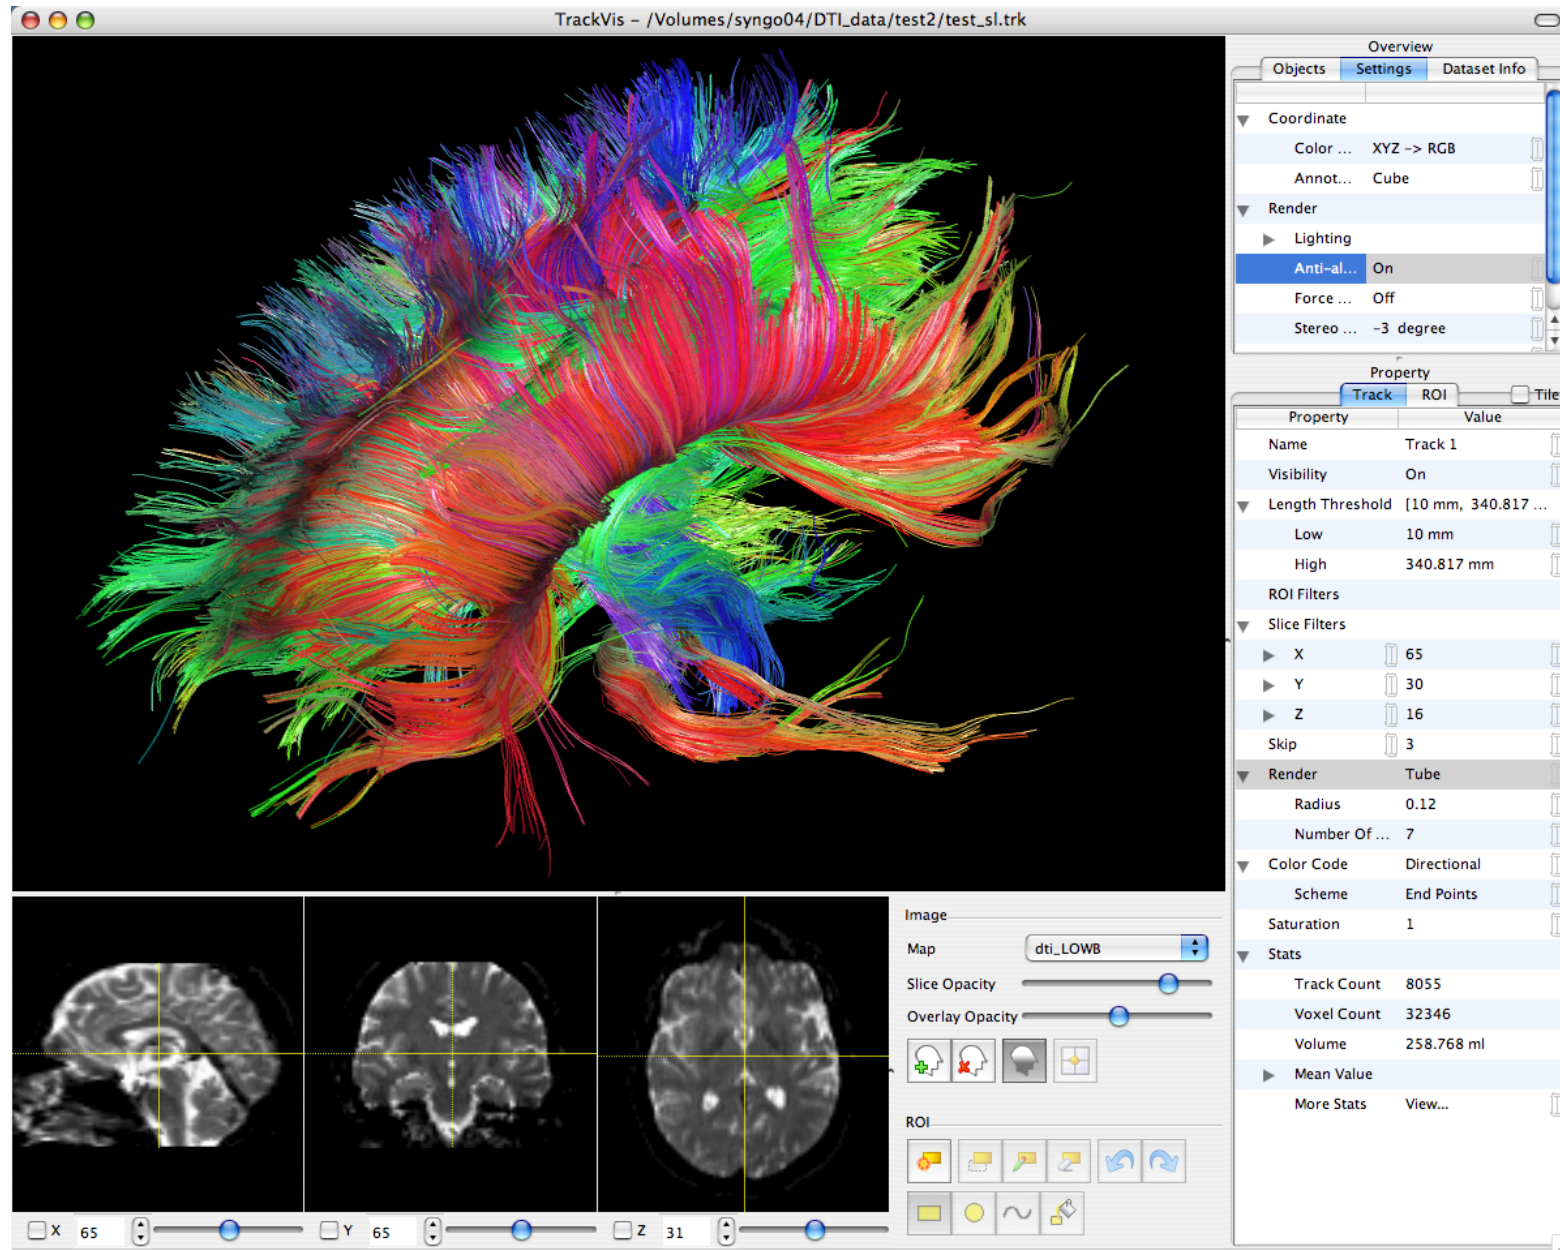 TrackVis – /Volumes/syngo04/DTI_data/test2/test_sl.trk
Overview
Objects Settings Dataset Info
Coordinate
Color ... XYZ -> RGB
Annot... Cube
Render
Lighting
Anti-al... On
Force ... Off
Stereo ... -3 degree
Property
Track ROI Tile
Property Value
Name Track 1
Visibility On
Length Threshold [10 mm, 340.817 ...
Low 10 mm
High 340.817 mm
ROI Filters
Slice Filters
X 65
Y 30
Z 16
Skip 3
Render Tube
Radius 0.12
Number Of ... 7
Color Code Directional
Scheme End Points
Saturation 1
Stats
Track Count 8055
Voxel Count 32346
Volume 258.768 ml
Mean Value
More Stats View...
Image
Map dti_LOWB
Slice Opacity
Overlay Opacity
ROI
X 65 Y 65 Z 31